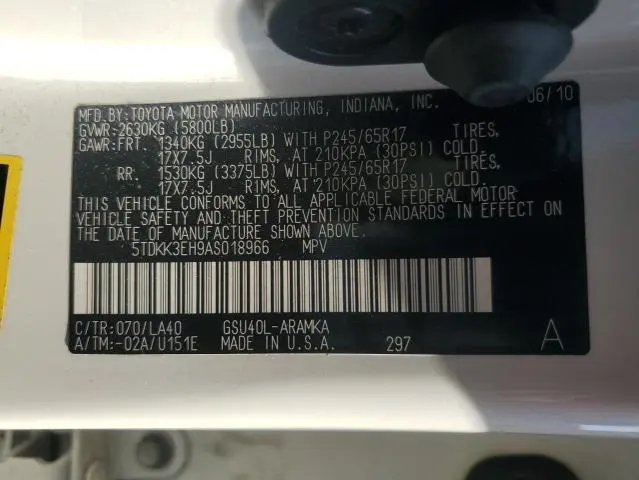 MFD.BY:TOYOTA MOTOR MANUFACTURING, INDIANA, INC. 06/10
GVWR:2630KG (5800LB)
GAWR:FRT. 1340KG (2955LB) WITH P245/65R17 TIRES,
17X7.5J RIMS, AT 210KPA (30PSI) COLD.
RR. 1530KG (3375LB) WITH P245/65R17 TIRES,
17X7.5J RIMS, AT 210KPA (30PSI) COLD.
THIS VEHICLE CONFORMS TO ALL APPLICABLE FEDERAL MOTOR
VEHICLE SAFETY AND THEFT PREVENTION STANDARDS IN EFFECT ON
THE DATE OF MANUFACTURE SHOWN ABOVE.
5TDKK3EH9AS018966 MPV
C/TR:070/LA40 GSU40L-ARAMKA
A/TM:-02A/U151E MADE IN U.S.A. 297 A